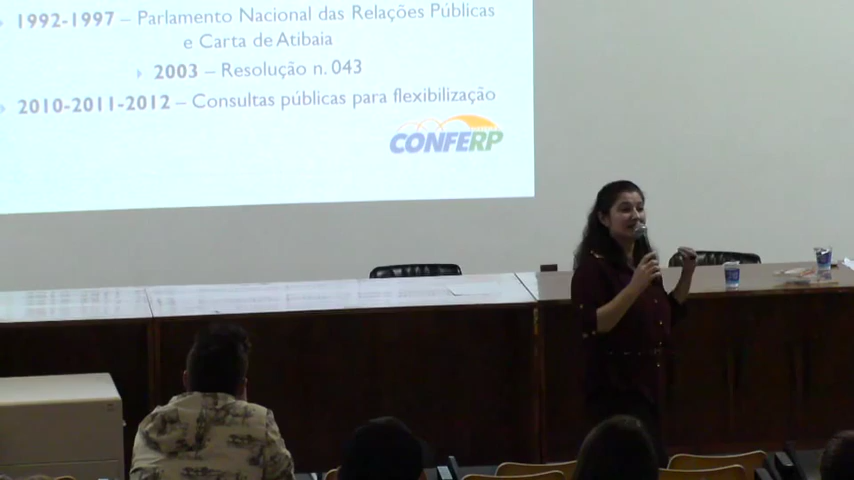 1992-1997 – Parlamento Nacional das Relações Públicas
e Carta de Atibaia
2003 – Resolução n. 043
2010-2011-2012 – Consultas públicas para flexibilização
CONFERP